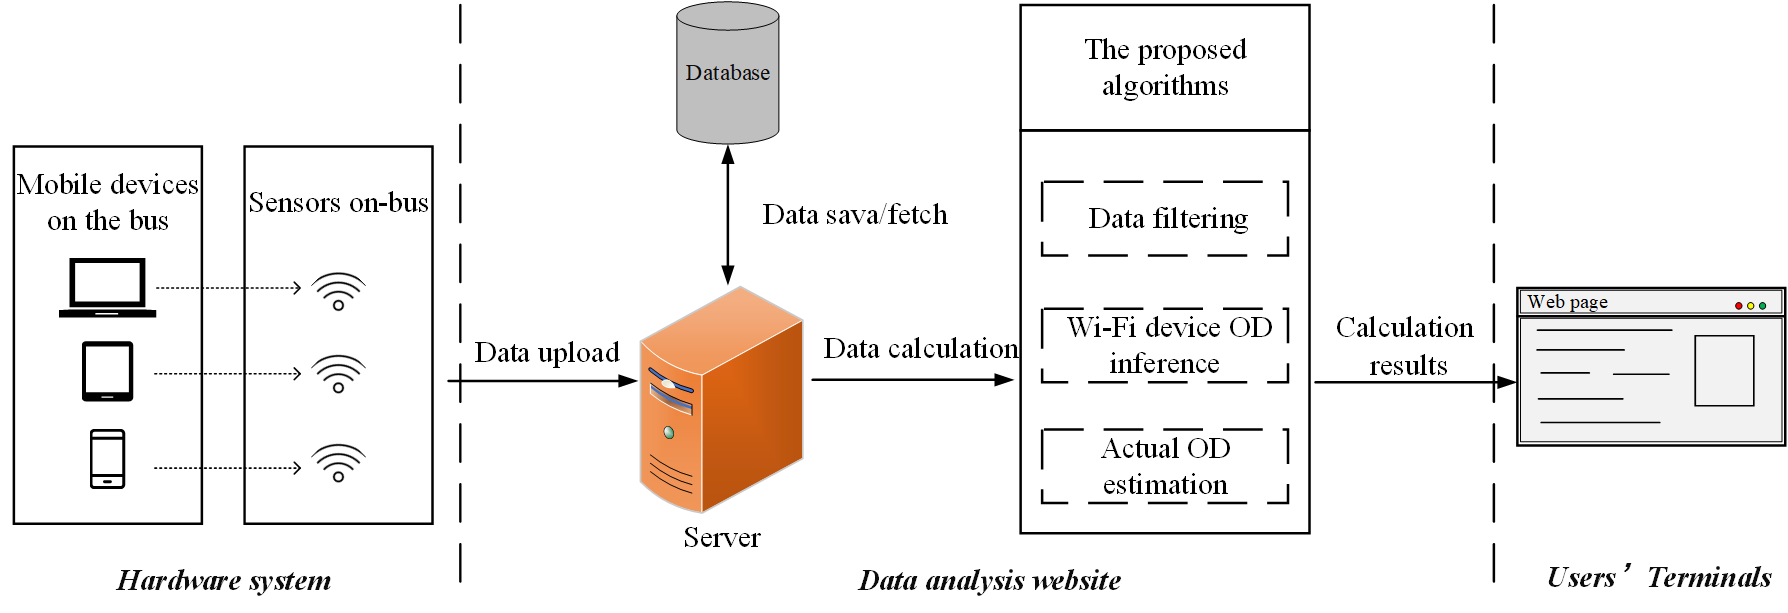 Mobile devices
on the bus
Sensors on-bus
Data upload
Database
Data sava/fetch
Server
Data calculation
The proposed
algorithms
Data filtering
Wi-Fi device OD
inference
Actual OD
estimation
Calculation
results
Web page
Hardware system
Data analysis website
Users’ Terminals